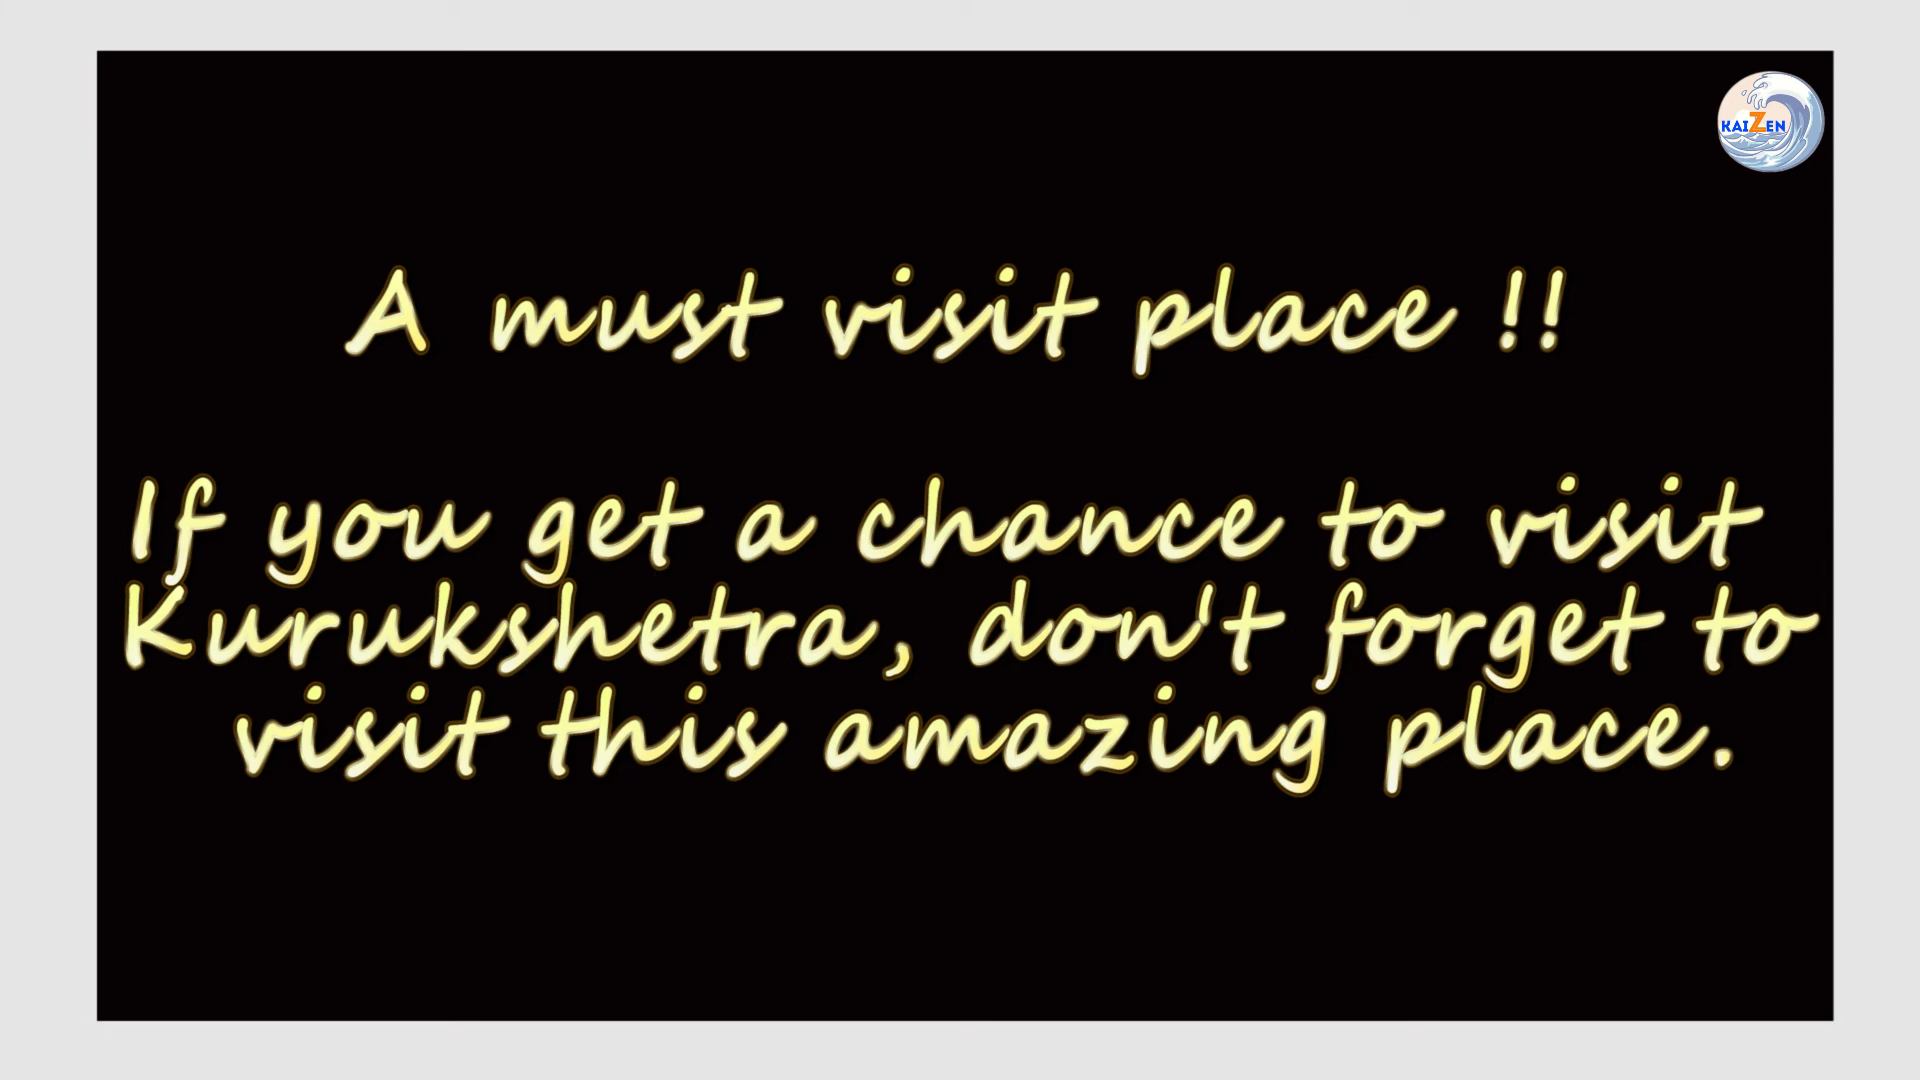 KAIZEN
A must visit place !!
If you get a chance to visit
Kurukshetra, don't forget to
visit this amazing place.